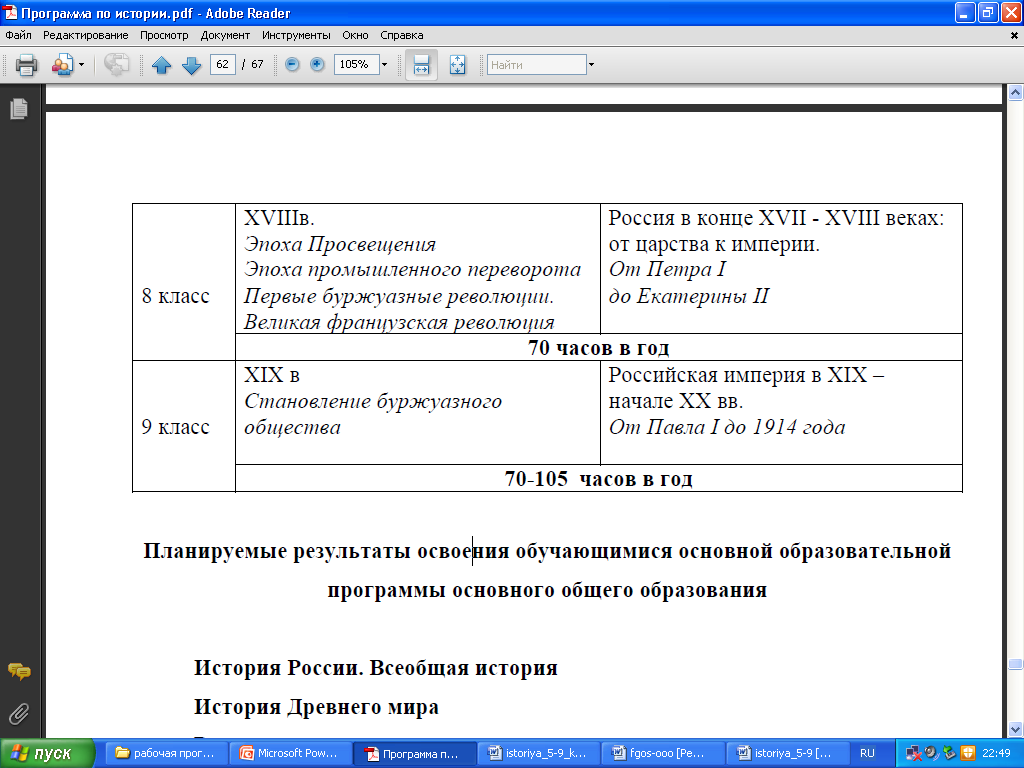 Программа по истории.pdf - Adobe Reader
Файл Редактирование Просмотр Документ Инструменты Окно Справка
62 / 67 105% Найти
XVIIIв.
Эпоха Просвещения
Эпоха промышленного переворота
Первые буржуазные революции.
Великая французская революция
Россия в конце XVII - XVIII веках:
от царства к империи.
От Петра I
до Екатерины II
8 класс
70 часов в год
XIX в
Становление буржуазного
общества
Российская империя в XIX –
начале XX вв.
От Павла I до 1914 года
9 класс
70-105 часов в год
Планируемые результаты освоения обучающимися основной образовательной
программы основного общего образования
История России. Всеобщая история
История Древнего мира
пуск рабочая прог... Microsoft Pow... Программа п... istoriya_5-9_k... fgos-ooo [Ре... istoriya_5-9 [... RU 22:49